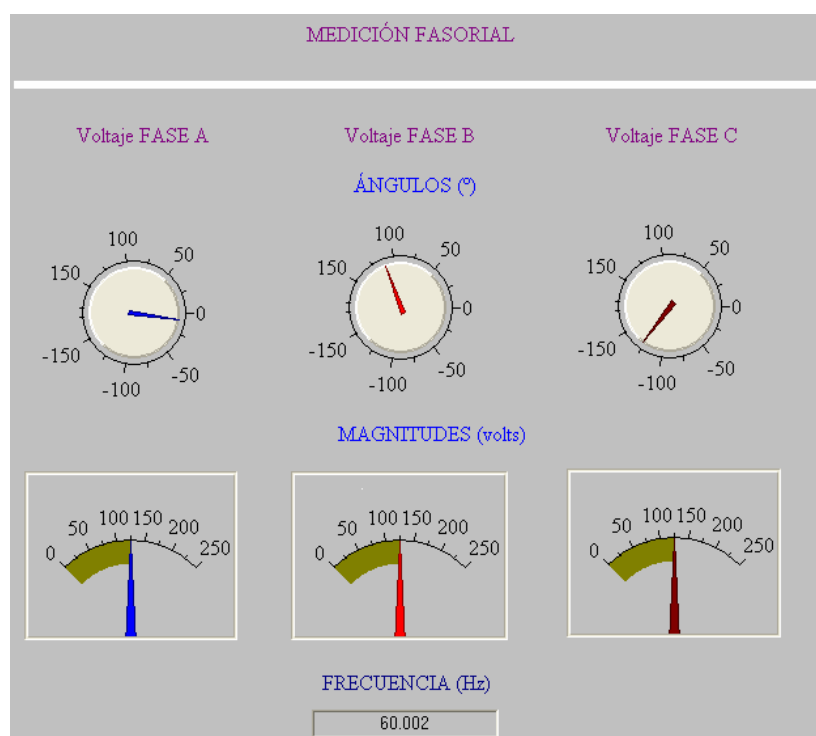 MEDICIÓN FASORIAL
Voltaje FASE A
Voltaje FASE B
Voltaje FASE C
ÁNGULOS (º)
100
50
0
-50
-100
-150
150
100
50
0
-50
-100
-150
150
100
50
0
-50
-100
-150
150
MAGNITUDES (volts)
0 50 100 150 200 250
0 50 100 150 200 250
0 50 100 150 200 250
FRECUENCIA (Hz)
60.002